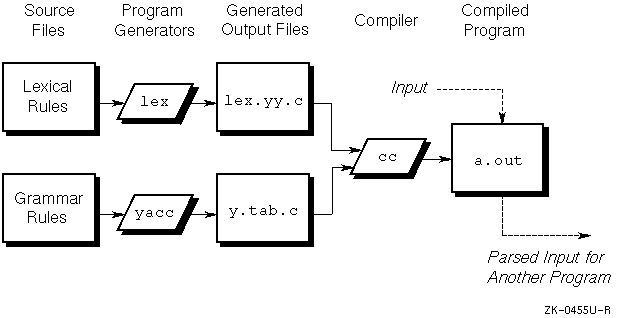 Source
Files
Program
Generators
Generated
Output Files
Compiler
Compiled
Program
Lexical
Rules
lex
lex.yy.c
Input
cc
a.out
Grammar
Rules
yacc
y.tab.c
Parsed Input for
Another Program
ZK-0455U-R